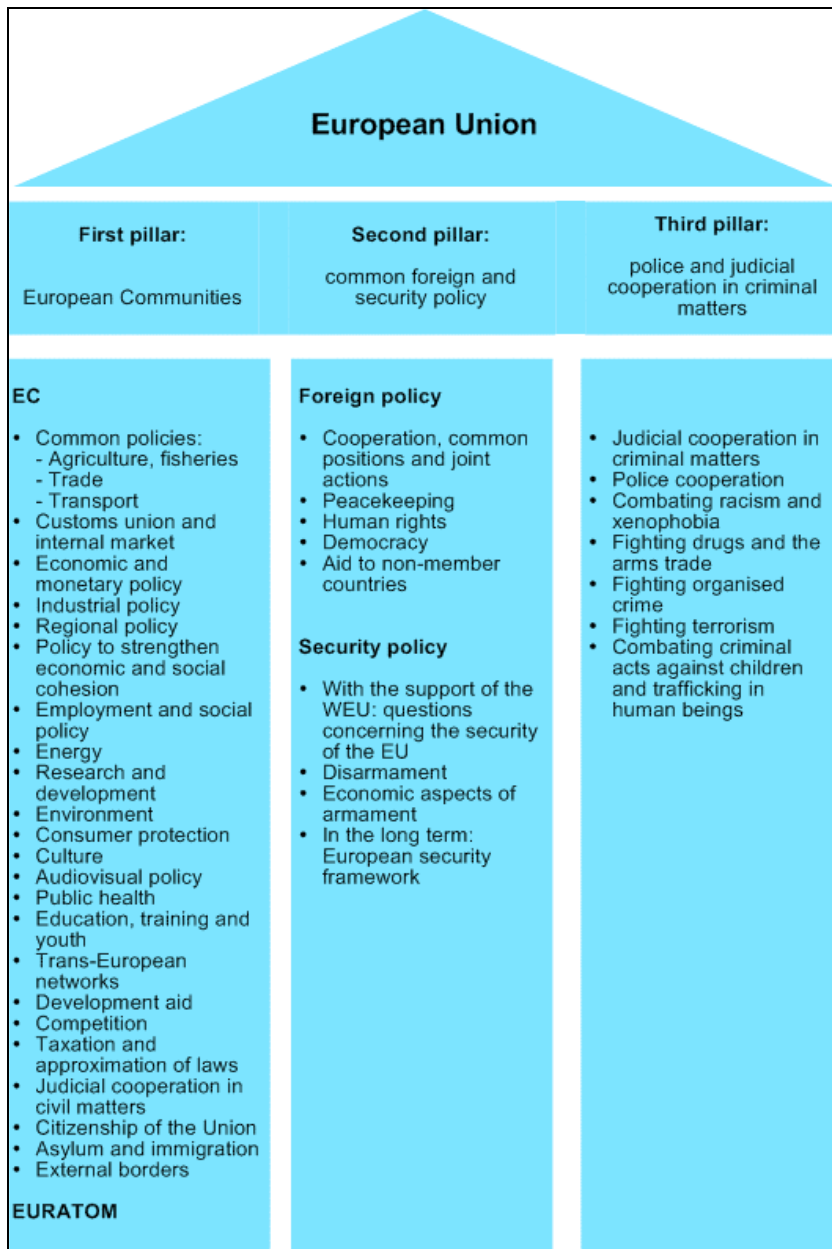 European Union
First pillar:
European Communities
Second pillar:
common foreign and
security policy
Third pillar:
police and judicial
cooperation in criminal
matters
EC
• Common policies:
- Agriculture, fisheries
- Trade
- Transport
• Customs union and
internal market
• Economic and
monetary policy
• Industrial policy
• Regional policy
• Policy to strengthen
economic and social
cohesion
• Employment and social
policy
• Energy
• Research and
development
• Environment
• Consumer protection
• Culture
• Audiovisual policy
• Public health
• Education, training and
youth
• Trans-European
networks
• Development aid
• Competition
• Taxation and
approximation of laws
• Judicial cooperation in
civil matters
• Citizenship of the Union
• Asylum and immigration
• External borders
EURATOM
Foreign policy
• Cooperation, common
positions and joint
actions
• Peacekeeping
• Human rights
• Democracy
• Aid to non-member
countries
Security policy
• With the support of the
WEU: questions
concerning the security
of the EU
• Disarmament
• Economic aspects of
armament
• In the long term:
European security
framework
• Judicial cooperation in
criminal matters
• Police cooperation
• Combating racism and
xenophobia
• Fighting drugs and the
arms trade
• Fighting organised
crime
• Fighting terrorism
• Combating criminal
acts against children
and trafficking in
human beings